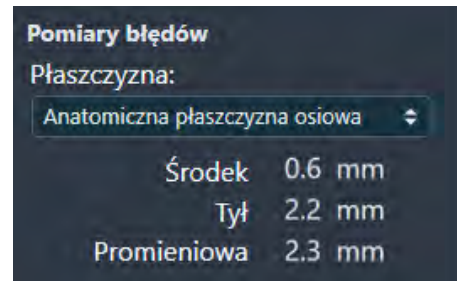 Pomiary błędów
Płaszczyzna:
Anatomiczna płaszczyzna osiowa
Środek 0.6 mm
Tył 2.2 mm
Promieniowa 2.3 mm